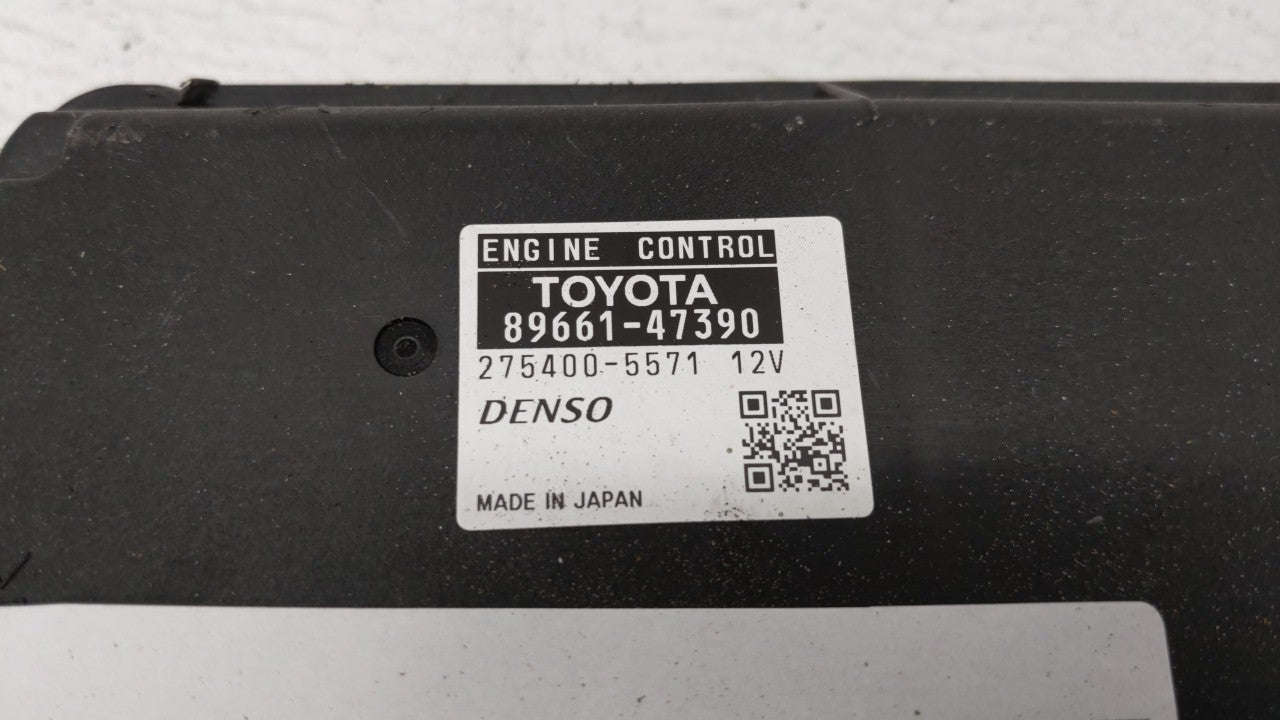 ENGINE CONTROL
TOYOTA
89661-47390
275400-5571 12V
DENSO
MADE IN JAPAN